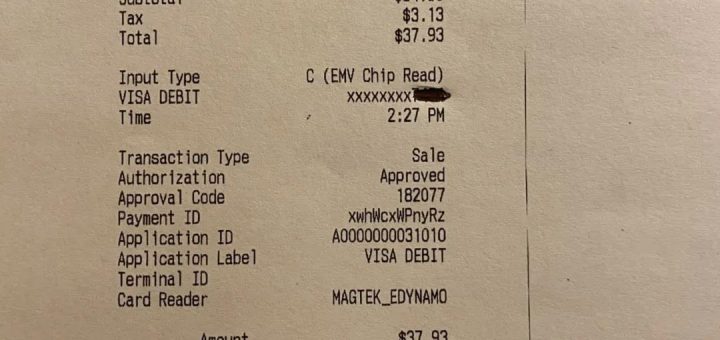 Subtotal
Tax $3.13
Total $37.93
Input Type C (EMV Chip Read)
VISA DEBIT xxxxxxxx
Time 2:27 PM
Transaction Type Sale
Authorization Approved
Approval Code 182077
Payment ID xwhWcxWPnyRz
Application ID A0000000031010
Application Label VISA DEBIT
Terminal ID
Card Reader MAGTEK_EDYNAMO
Amount $37.93